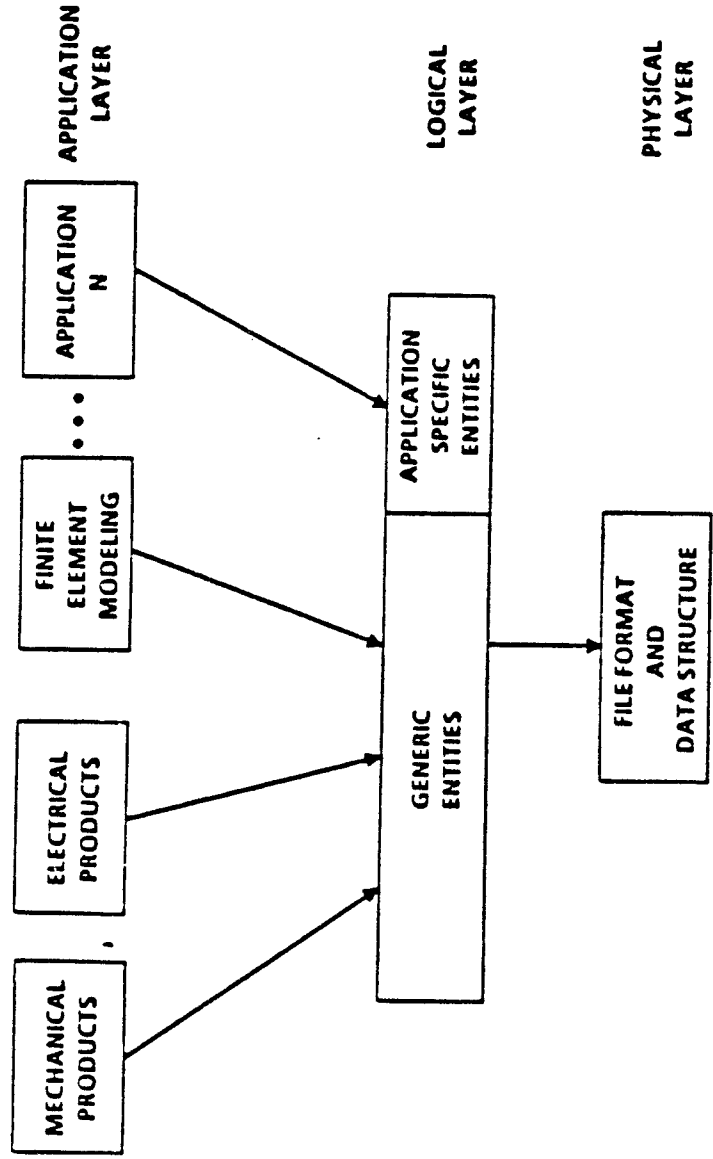 MECHANICAL
PRODUCTS
ELECTRICAL
PRODUCTS
FINITE
ELEMENT
MODELING
• • •
APPLICATION
N
APPLICATION
LAYER
GENERIC
ENTITIES
APPLICATION
SPECIFIC
ENTITIES
LOGICAL
LAYER
FILE FORMAT
AND
DATA STRUCTURE
PHYSICAL
LAYER